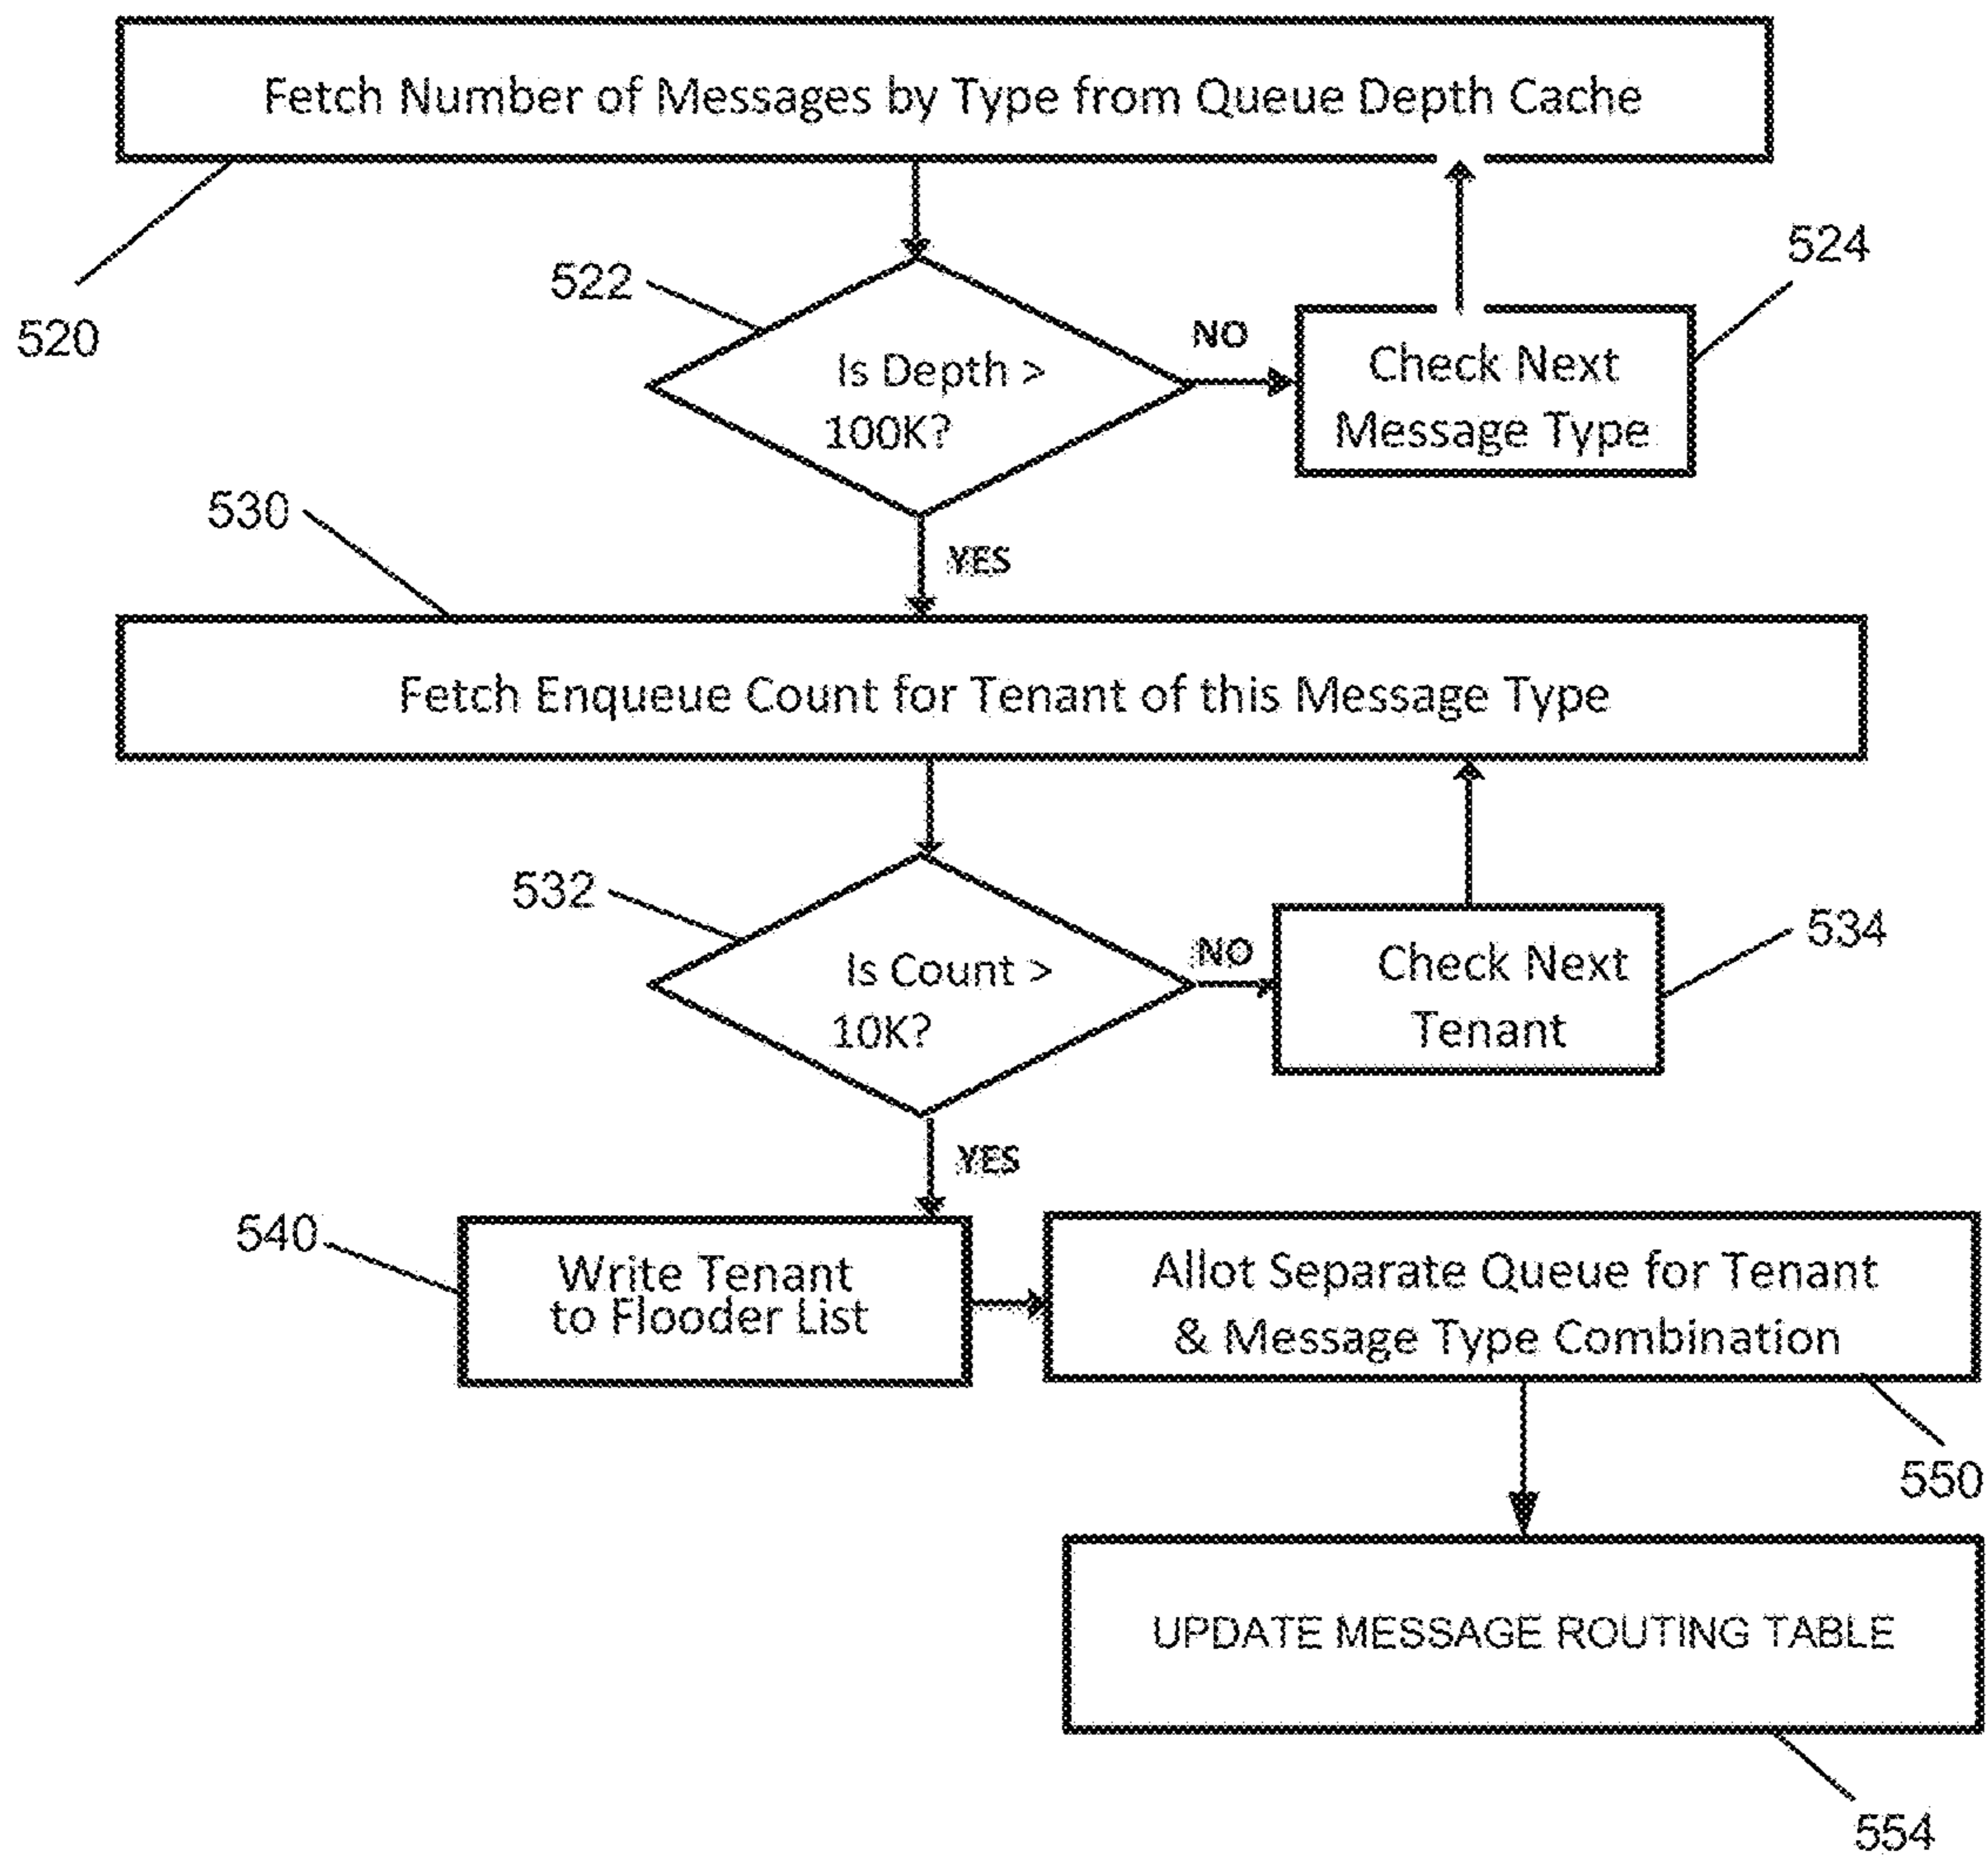 Fetch Number of Messages by Type from Queue Depth Cache
520
522
524
Is Depth >
100K?
NO
Check Next
Message Type
530
YES
Fetch Enqueue Count for Tenant of this Message Type
532
534
Is Count >
10K?
NO
Check Next
Tenant
YES
540
Write Tenant
to Flooder List
Allot Separate Queue for Tenant
& Message Type Combination
550
UPDATE MESSAGE ROUTING TABLE
554